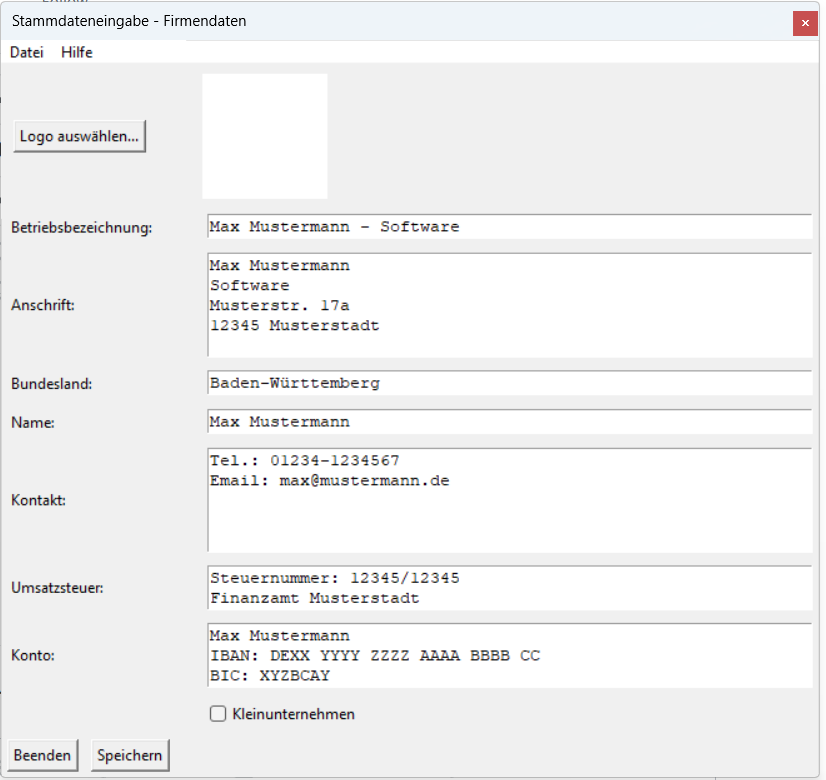 Stammdateneingabe - Firmendaten
Datei Hilfe
Logo auswählen...
Betriebsbezeichnung:
Max Mustermann - Software
Anschrift:
Max Mustermann
Software
Musterstr. 17a
12345 Musterstadt
Bundesland:
Baden-Württemberg
Name:
Max Mustermann
Kontakt:
Tel.: 01234-1234567
Email: max@mustermann.de
Umsatzsteuer:
Steuernummer: 12345/12345
Finanzamt Musterstadt
Konto:
Max Mustermann
IBAN: DEXX YYYY ZZZZ AAAA BBBB CC
BIC: XYZBCAY
Kleinunternehmen
Beenden Speichern